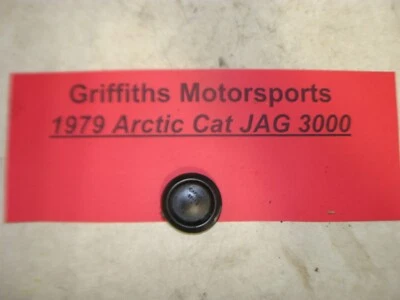 Griffiths Motorsports
1979 Arctic Cat JAG 3000